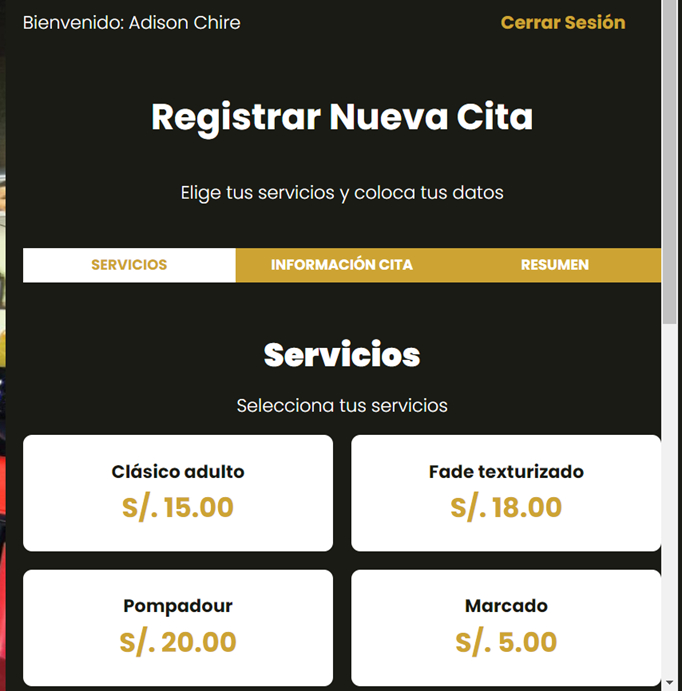 Bienvenido: Adison Chire
Cerrar Sesión
Registrar Nueva Cita
Elige tus servicios y coloca tus datos
SERVICIOS
INFORMACIÓN CITA
RESUMEN
Servicios
Selecciona tus servicios
Clásico adulto
S/. 15.00
Fade texturizado
S/. 18.00
Pompadour
S/. 20.00
Marcado
S/. 5.00